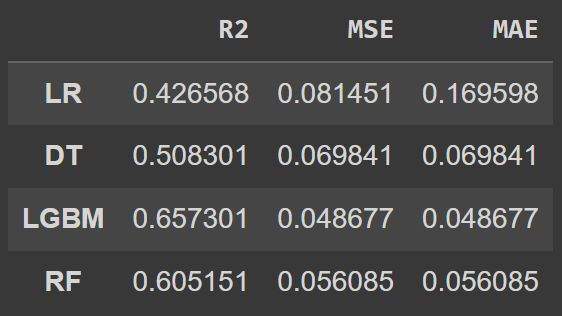 R2 MSE MAE
LR 0.426568 0.081451 0.169598
DT 0.508301 0.069841 0.069841
LGBM 0.657301 0.048677 0.048677
RF 0.605151 0.056085 0.056085